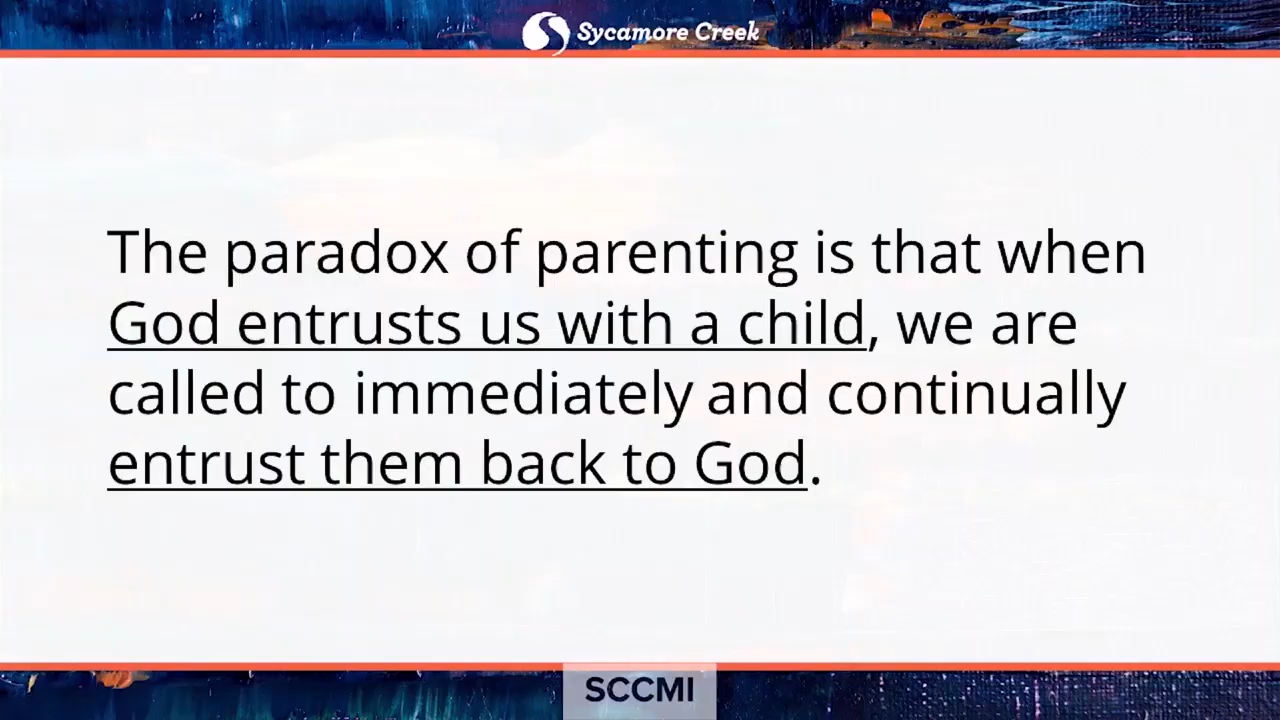 Sycamore Creek
The paradox of parenting is that when
God entrusts us with a child, we are
called to immediately and continually
entrust them back to God.
SCCMI